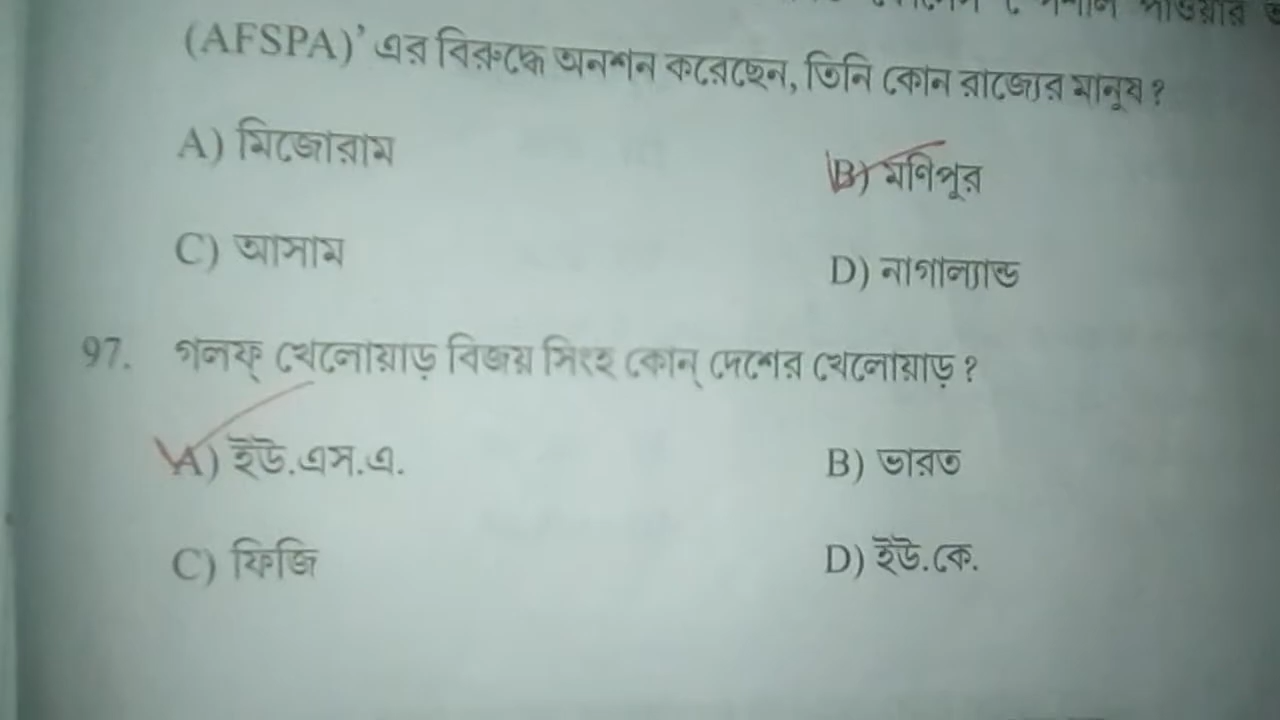 (AFSPA)' এর বিরুদ্ধে অনশন করেছেন, তিনি কোন রাজ্যের মানুষ ?
A) মিজোরাম
B) মণিপুর
C) আসাম
D) নাগাল্যান্ড
97. গলফ্ খেলোয়াড় বিজয় সিংহ কোন্ দেশের খেলোয়াড় ?
A) ইউ.এস.এ.
B) ভারত
C) ফিজি
D) ইউ.কে.